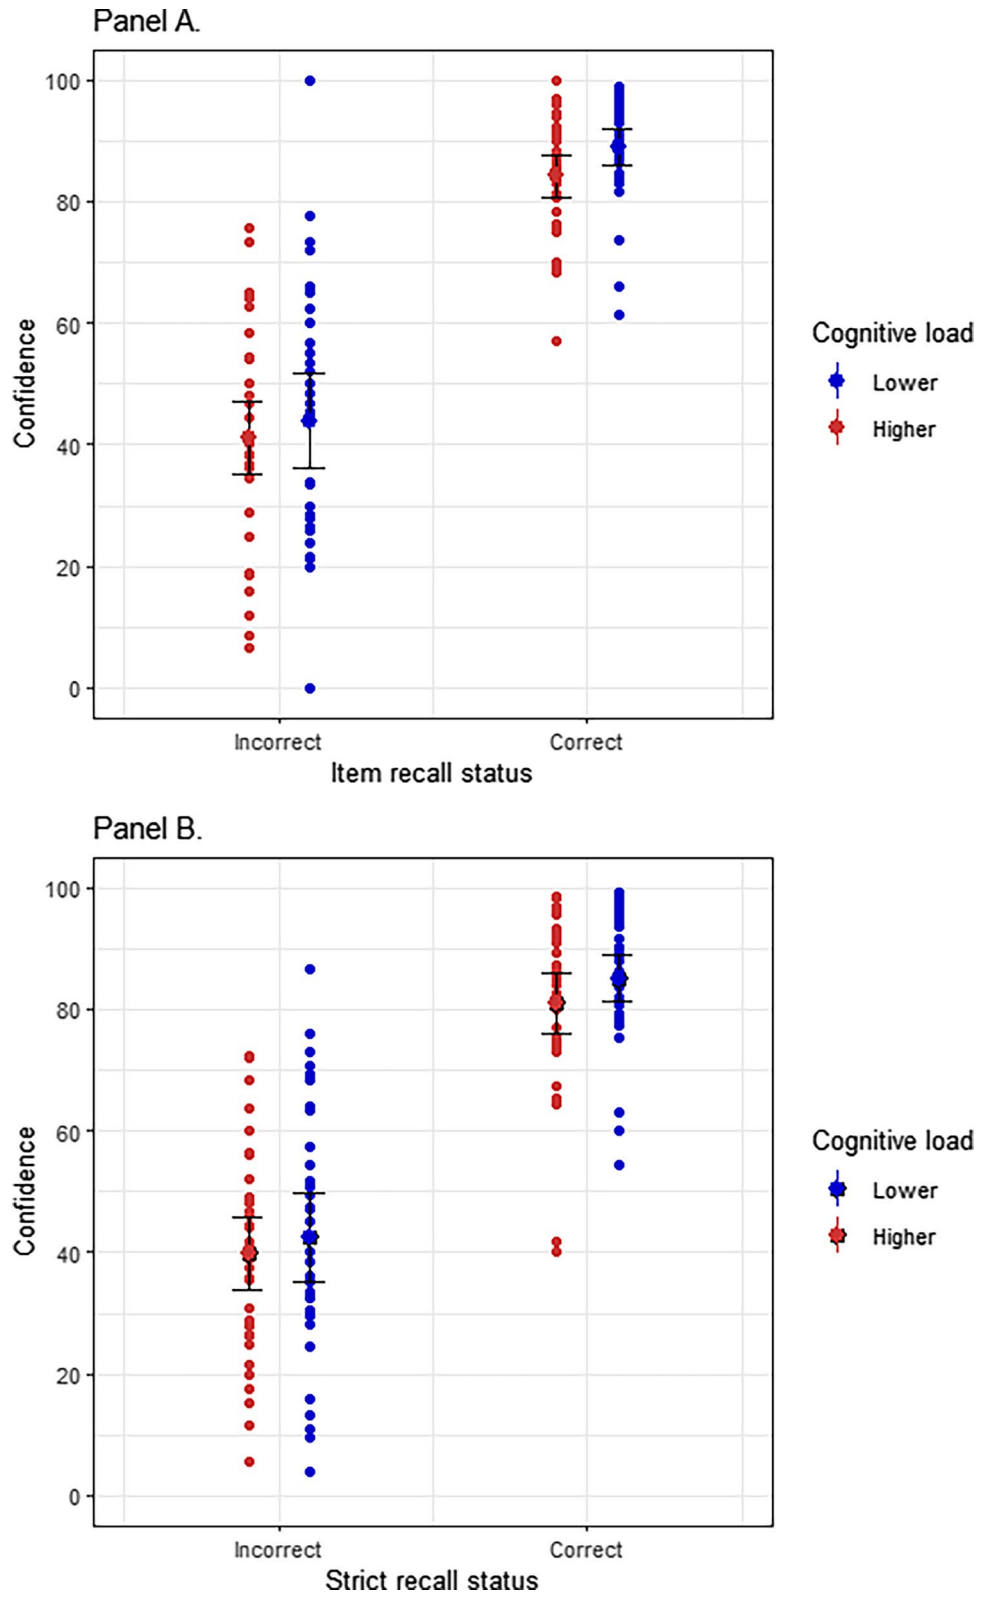 Panel A.
100
80
60
40
20
0
Confidence
Incorrect
Correct
Item recall status
Cognitive load
Lower
Higher
Panel B.
100
80
60
40
20
0
Confidence
Incorrect
Correct
Strict recall status
Cognitive load
Lower
Higher